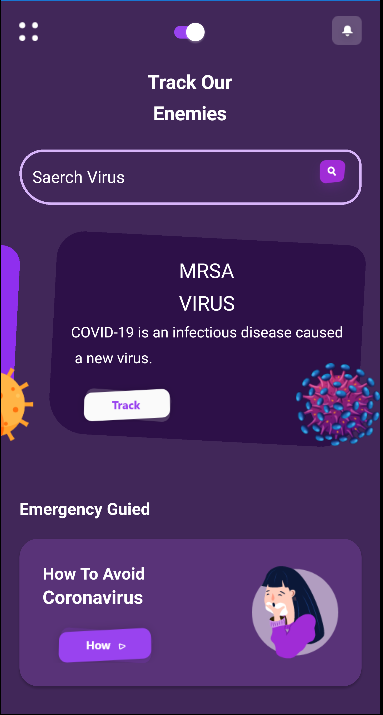 Track Our
Enemies
Saerch Virus
MRSA
VIRUS
COVID-19 is an infectious disease caused
a new virus.
Track
Emergency Guied
How To Avoid
Coronavirus
How